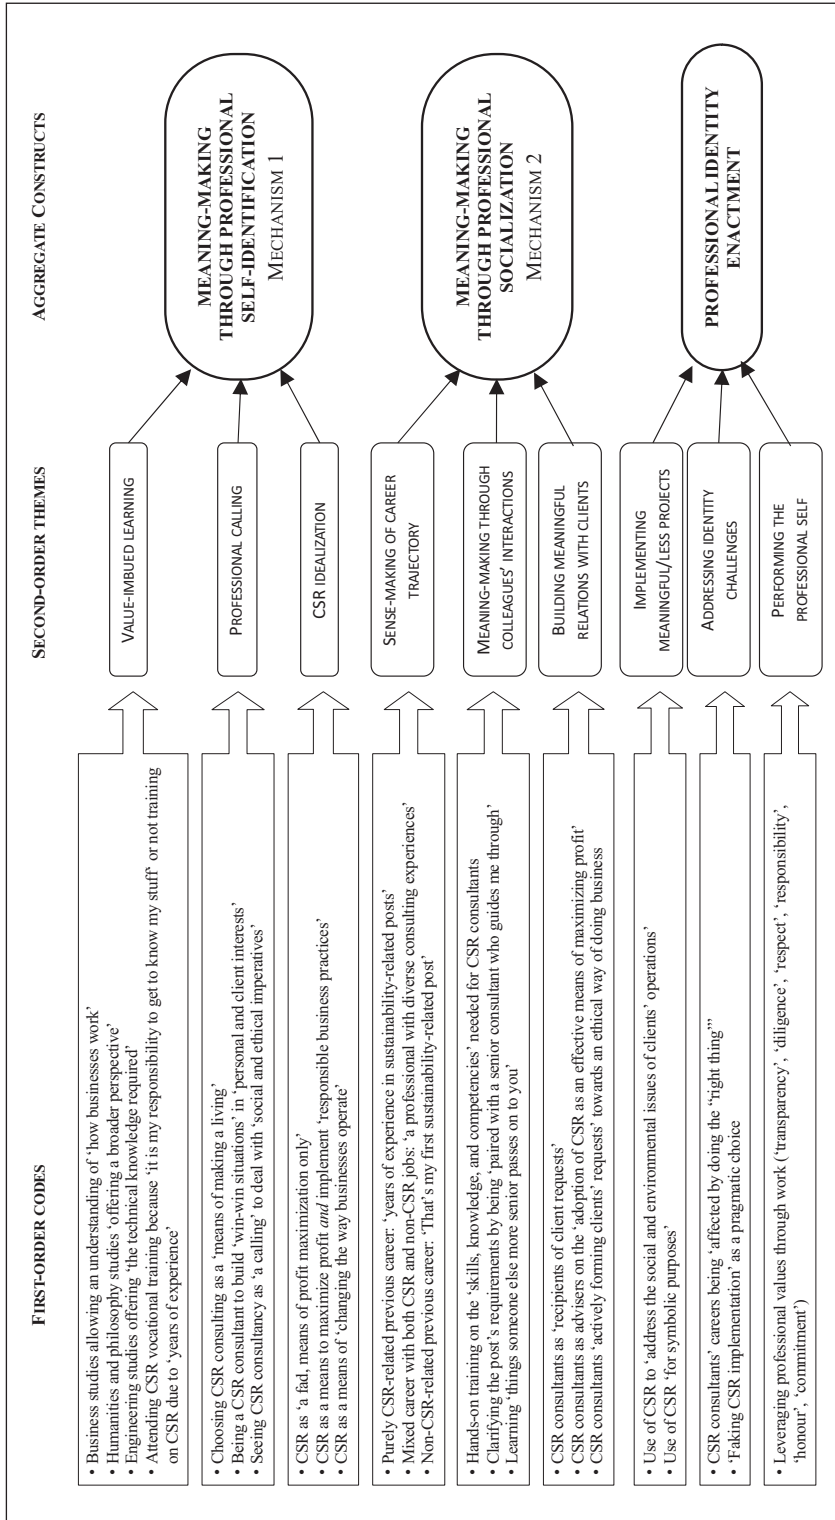 FIRST-ORDER CODES
SECOND-ORDER THEMES
AGGREGATE CONSTRUCTS
• Business studies allowing an understanding of ‘how businesses work’
• Humanities and philosophy studies ‘offering a broader perspective’
• Engineering studies offering ‘the technical knowledge required’
• Attending CSR vocational training because ‘it is my responsibility to get to know my stuff’ or not training
on CSR due to ‘years of experience’
VALUE-IMBUED LEARNING
• Choosing CSR consulting as a ‘means of making a living’
• Being a CSR consultant to build ‘win-win situations’ in ‘personal and client interests’
• Seeing CSR consultancy as ‘a calling’ to deal with ‘social and ethical imperatives’
PROFESSIONAL CALLING
• CSR as ‘a fad, means of profit maximization only’
• CSR as a means to maximize profit and implement ‘responsible business practices’
• CSR as a means of ‘changing the way businesses operate’
CSR IDEALIZATION
MEANING-MAKING
THROUGH PROFESSIONAL
SELF-IDENTIFICATION
MECHANISM 1
• Purely CSR-related previous career: ‘years of experience in sustainability-related posts’
• Mixed career with both CSR and non-CSR jobs: ‘a professional with diverse consulting experiences’
• Non-CSR-related previous career: ‘That’s my first sustainability-related post’
SENSE-MAKING OF CAREER
TRAJECTORY
• Hands-on training on the ‘skills, knowledge, and competencies’ needed for CSR consultants
• Clarifying the post’s requirements by being ‘paired with a senior consultant who guides me through’
• Learning ‘things someone else more senior passes on to you’
MEANING-MAKING THROUGH
COLLEAGUES’ INTERACTIONS
• CSR consultants as ‘recipients of client requests’
• CSR consultants as advisers on the ‘adoption of CSR as an effective means of maximizing profit’
• CSR consultants ‘actively forming clients’ requests’ towards an ethical way of doing business
BUILDING MEANINGFUL
RELATIONS WITH CLIENTS
MEANING-MAKING
THROUGH PROFESSIONAL
SOCIALIZATION
MECHANISM 2
• Use of CSR to ‘address the social and environmental issues of clients’ operations’
• Use of CSR ‘for symbolic purposes’
IMPLEMENTING
MEANINGFUL/LESS PROJECTS
• CSR consultants’ careers being ‘affected by doing the “right thing”’
• ‘Faking CSR implementation’ as a pragmatic choice
ADDRESSING IDENTITY
CHALLENGES
• Leveraging professional values through work (‘transparency’, ‘diligence’, ‘respect’, ‘responsibility’,
‘honour’, ‘commitment’)
PERFORMING THE
PROFESSIONAL SELF
PROFESSIONAL IDENTITY
ENACTMENT